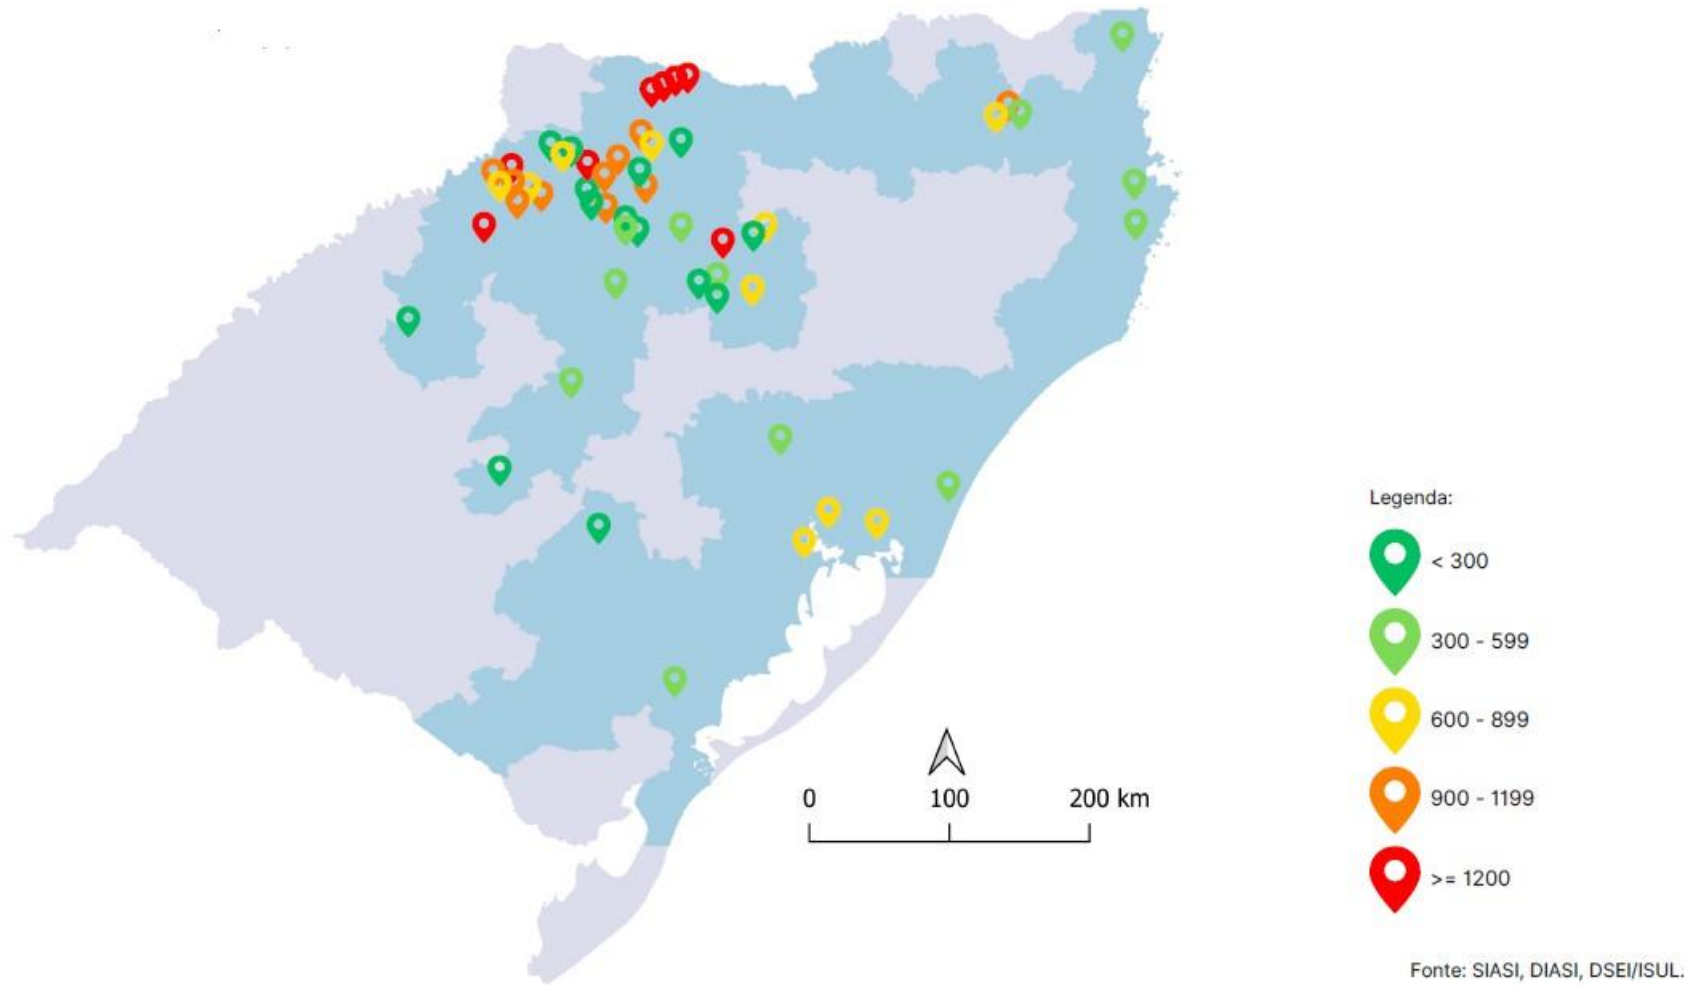 Legenda:
< 300
300 - 599
600 - 899
900 - 1199
>= 1200
0 100 200 km
Fonte: SIASI, DIASI, DSEI/ISUL.